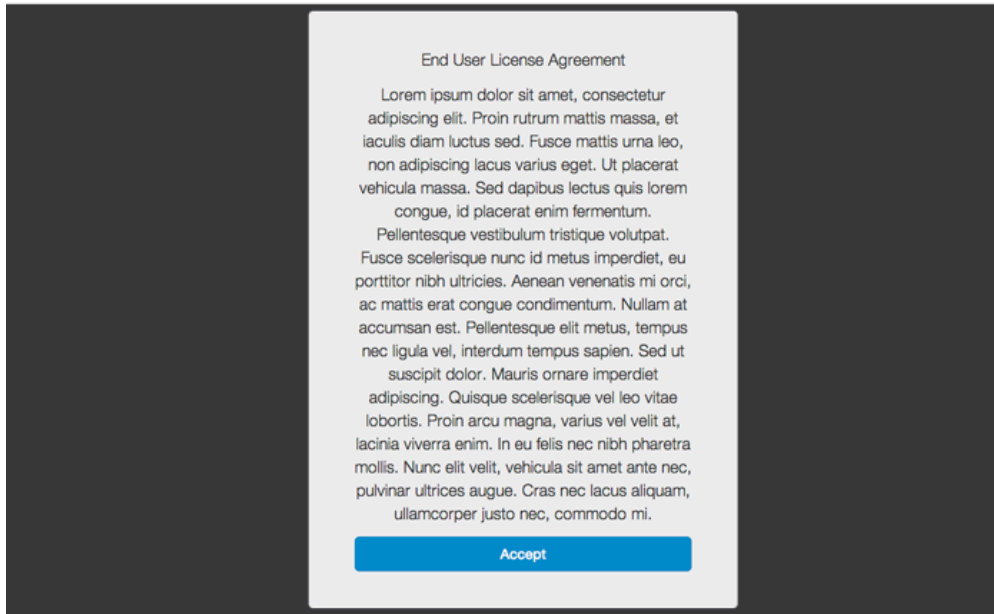 End User License Agreement
Lorem ipsum dolor sit amet, consectetur
adipiscing elit. Proin rutrum mattis massa, et
iaculis diam luctus sed. Fusce mattis urna leo,
non adipiscing lacus varius eget. Ut placerat
vehicula massa. Sed dapibus lectus quis lorem
congue, id placerat enim fermentum.
Pellentesque vestibulum tristique volutpat.
Fusce scelerisque nunc id metus imperdiet, eu
porttitor nibh ultricies. Aenean venenatis mi orci,
ac mattis erat congue condimentum. Nullam at
accumsan est. Pellentesque elit metus, tempus
nec ligula vel, interdum tempus sapien. Sed ut
suscipit dolor. Mauris ornare imperdiet
adipiscing. Quisque scelerisque vel leo vitae
lobortis. Proin arcu magna, varius vel velit at,
lacinia viverra enim. In eu felis nec nibh pharetra
mollis. Nunc elit velit, vehicula sit amet ante nec,
pulvinar ultrices augue. Cras nec lacus aliquam,
ullamcorper justo nec, commodo mi.
Accept